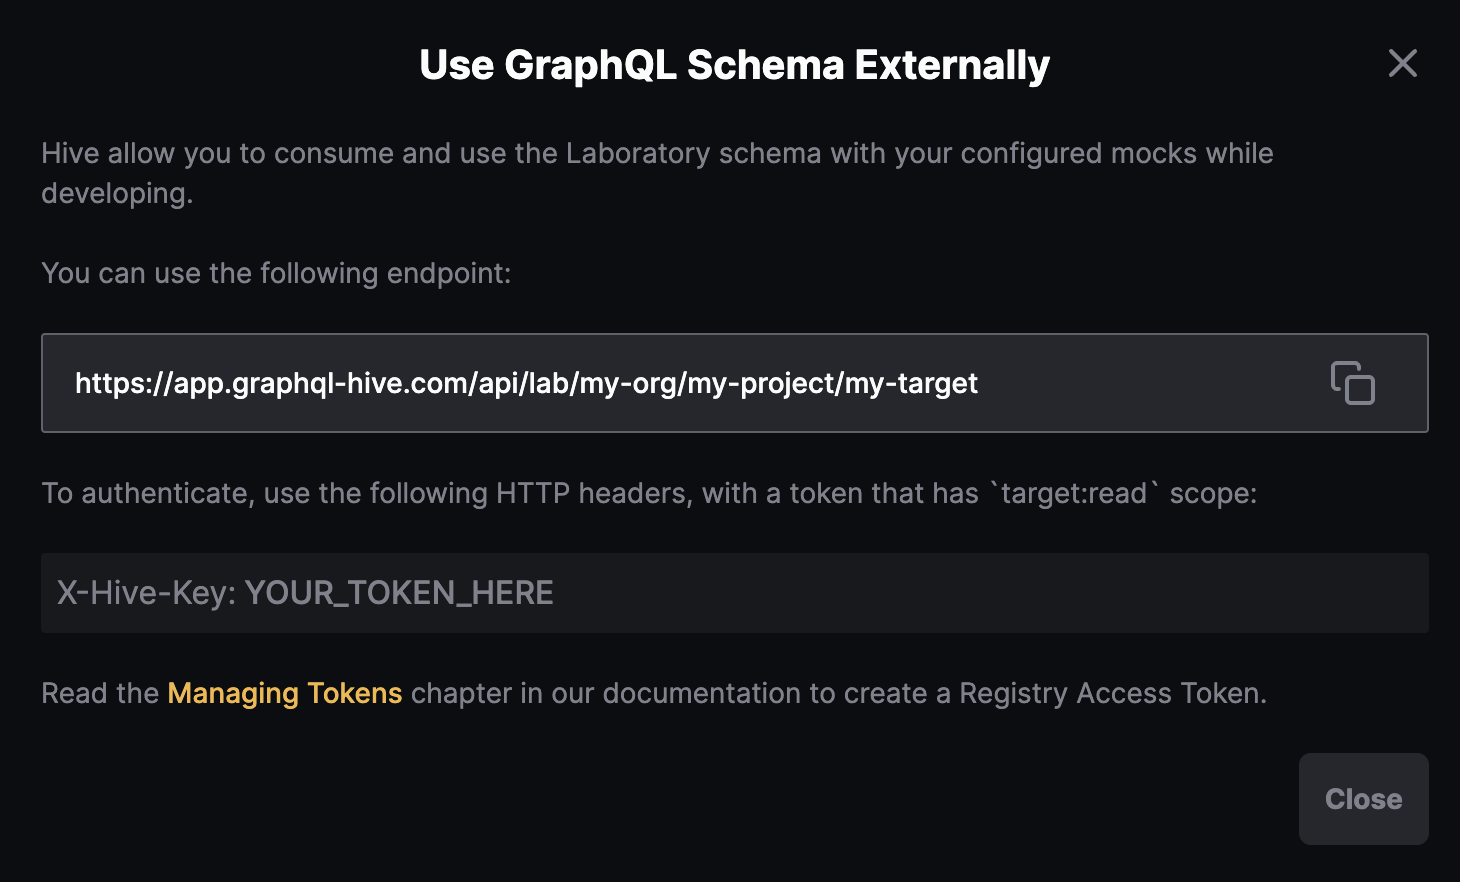 Use GraphQL Schema Externally
Hive allow you to consume and use the Laboratory schema with your configured mocks while
developing.
You can use the following endpoint:
https://app.graphql-hive.com/api/lab/my-org/my-project/my-target
To authenticate, use the following HTTP headers, with a token that has `target:read` scope:
X-Hive-Key: YOUR_TOKEN_HERE
Read the Managing Tokens chapter in our documentation to create a Registry Access Token.
Close